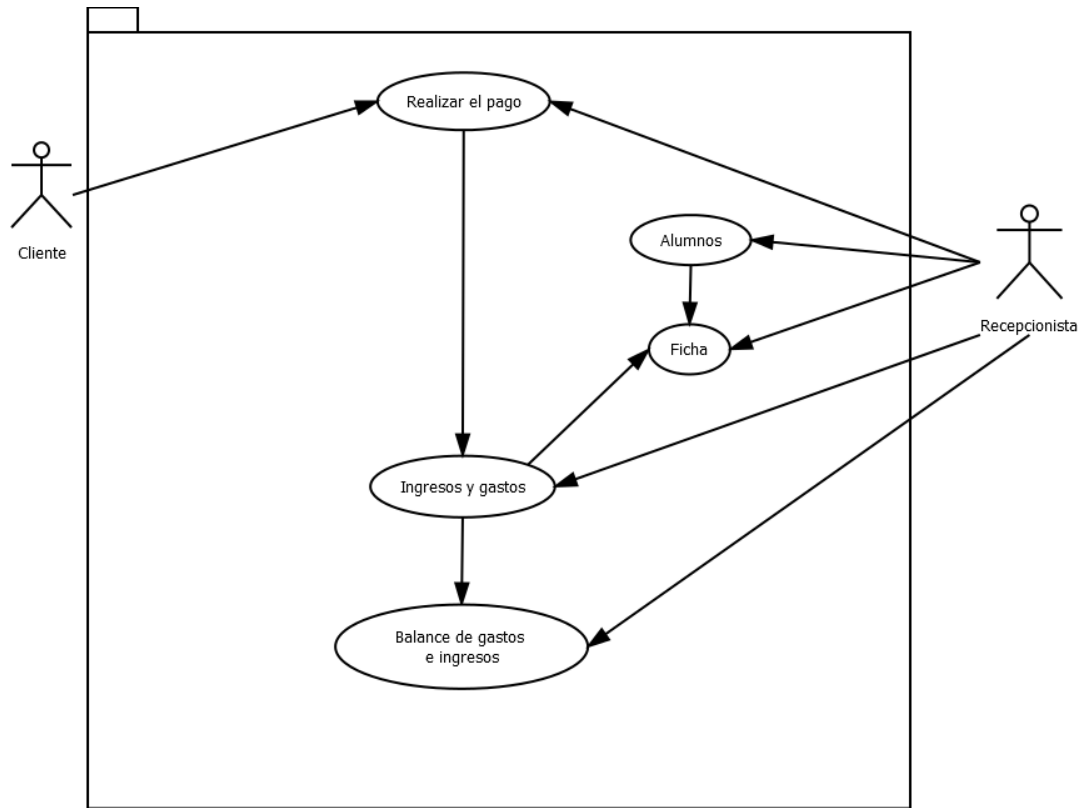 Realizar el pago
Cliente
Alumnos
Recepcionista
Ficha
Ingresos y gastos
Balance de gastos
e ingresos